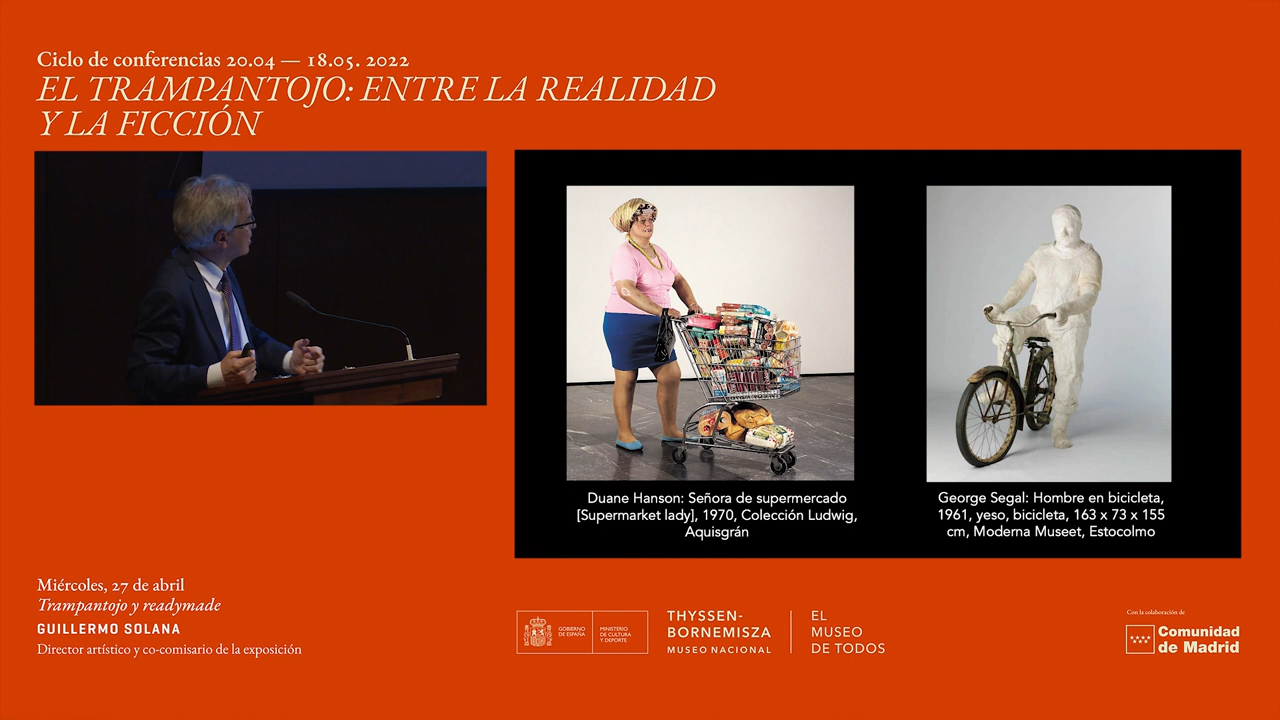 Ciclo de conferencias 20.04 — 18.05. 2022
EL TRAMPANTOJO: ENTRE LA REALIDAD
Y LA FICCIÓN
Duane Hanson: Señora de supermercado
[Supermarket lady], 1970, Colección Ludwig,
Aquisgrán
George Segal: Hombre en bicicleta,
1961, yeso, bicicleta, 163 x 73 x 155
cm, Moderna Museet, Estocolmo
Miércoles, 27 de abril
Trampantojo y readymade
GUILLERMO SOLANA
Director artístico y co-comisario de la exposición
GOBIERNO
DE ESPAÑA
MINISTERIO
DE CULTURA
Y DEPORTE
THYSSEN-
BORNEMISZA
MUSEO NACIONAL
EL
MUSEO
DE TODOS
Con la colaboración de
Comunidad
de Madrid